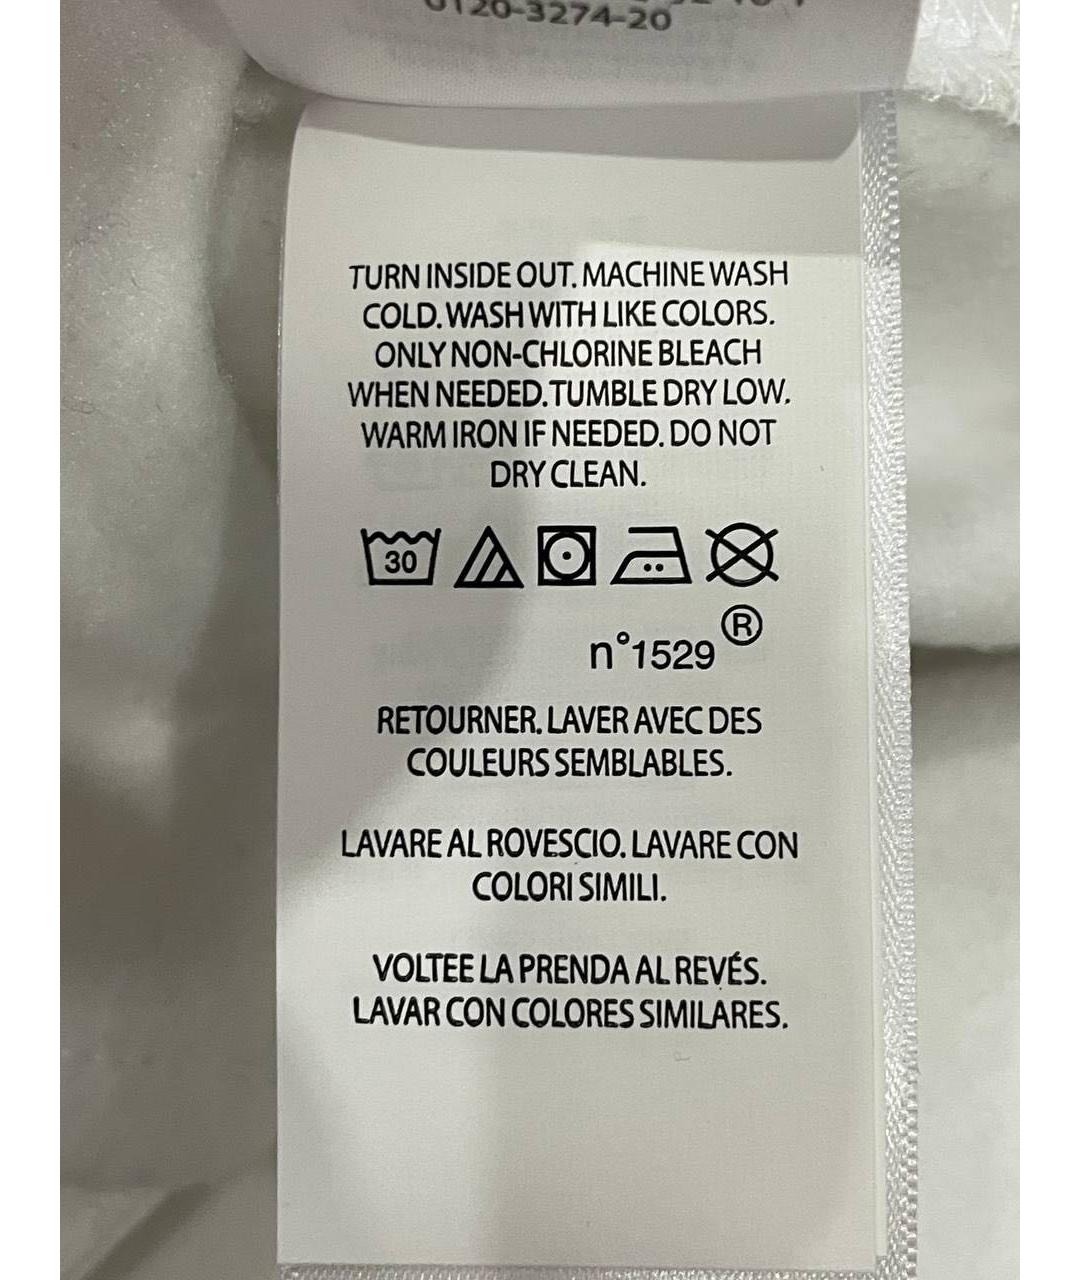 0120-3274-20
TURN INSIDE OUT. MACHINE WASH
COLD. WASH WITH LIKE COLORS.
ONLY NON-CHLORINE BLEACH
WHEN NEEDED. TUMBLE DRY LOW.
WARM IRON IF NEEDED. DO NOT
DRY CLEAN.
30
n°1529 ®
RETOURNER. LAVER AVEC DES
COULEURS SEMBLABLES.
LAVARE AL ROVESCIO. LAVARE CON
COLORI SIMILI.
VOLTEE LA PRENDA AL REVÉS.
LAVAR CON COLORES SIMILARES.